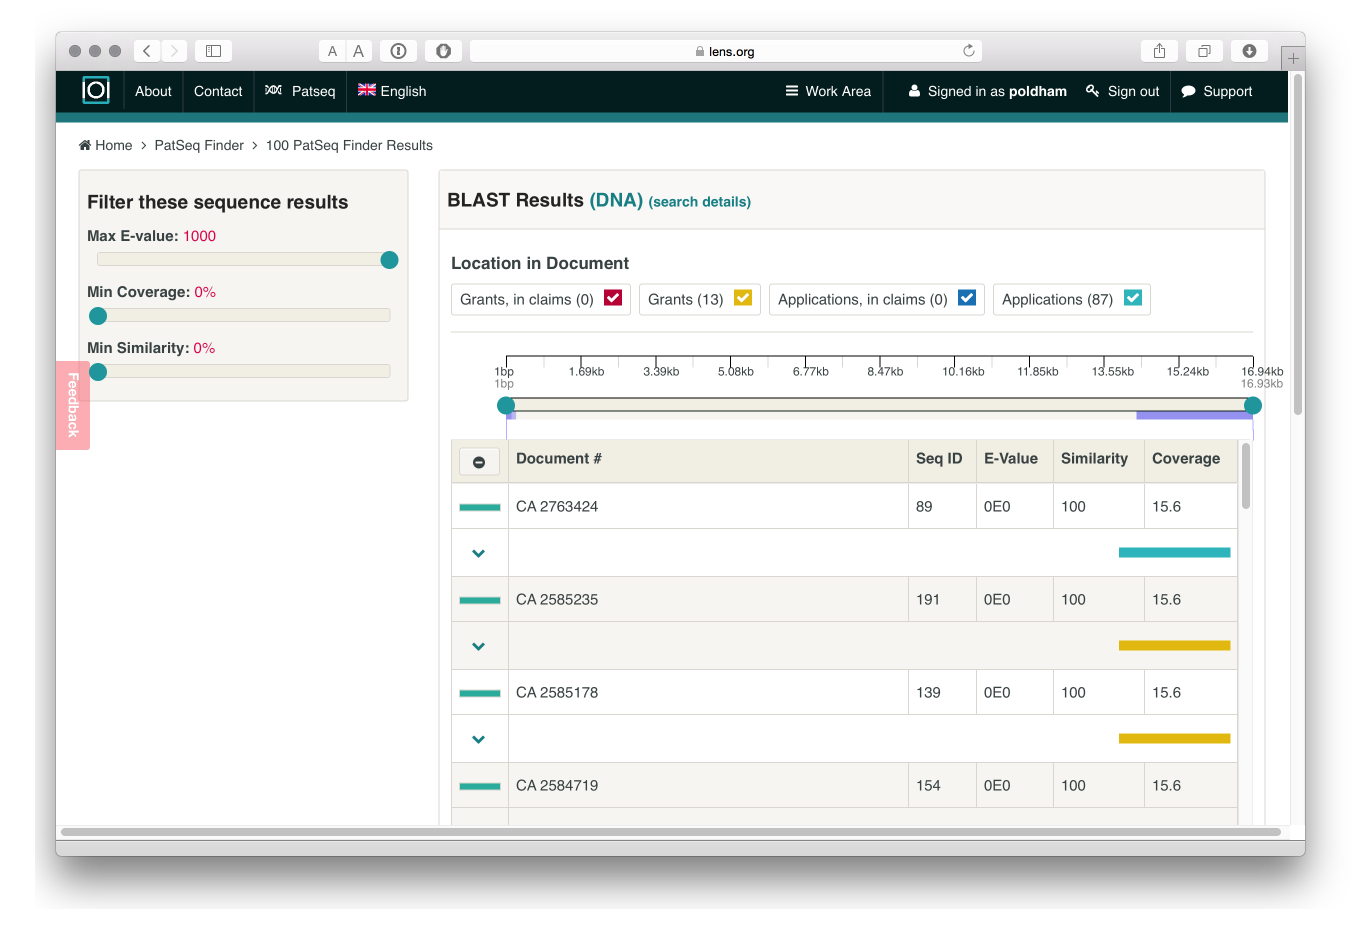 A A lens.org
About Contact Patseq English Work Area Signed in as poldham Sign out Support
Home > PatSeq Finder > 100 PatSeq Finder Results
Filter these sequence results
Max E-value: 1000
Min Coverage: 0%
Min Similarity: 0%
Feedback
BLAST Results (DNA) (search details)
Location in Document
Grants, in claims (0) Grants (13) Applications, in claims (0) Applications (87)
1bp 1.69kb 3.39kb 5.08kb 6.77kb 8.47kb 10.16kb 11.85kb 13.55kb 15.24kb 16.94kb
1bp 16.93kb
Document # Seq ID E-Value Similarity Coverage
CA 2763424 89 0E0 100 15.6
CA 2585235 191 0E0 100 15.6
CA 2585178 139 0E0 100 15.6
CA 2584719 154 0E0 100 15.6